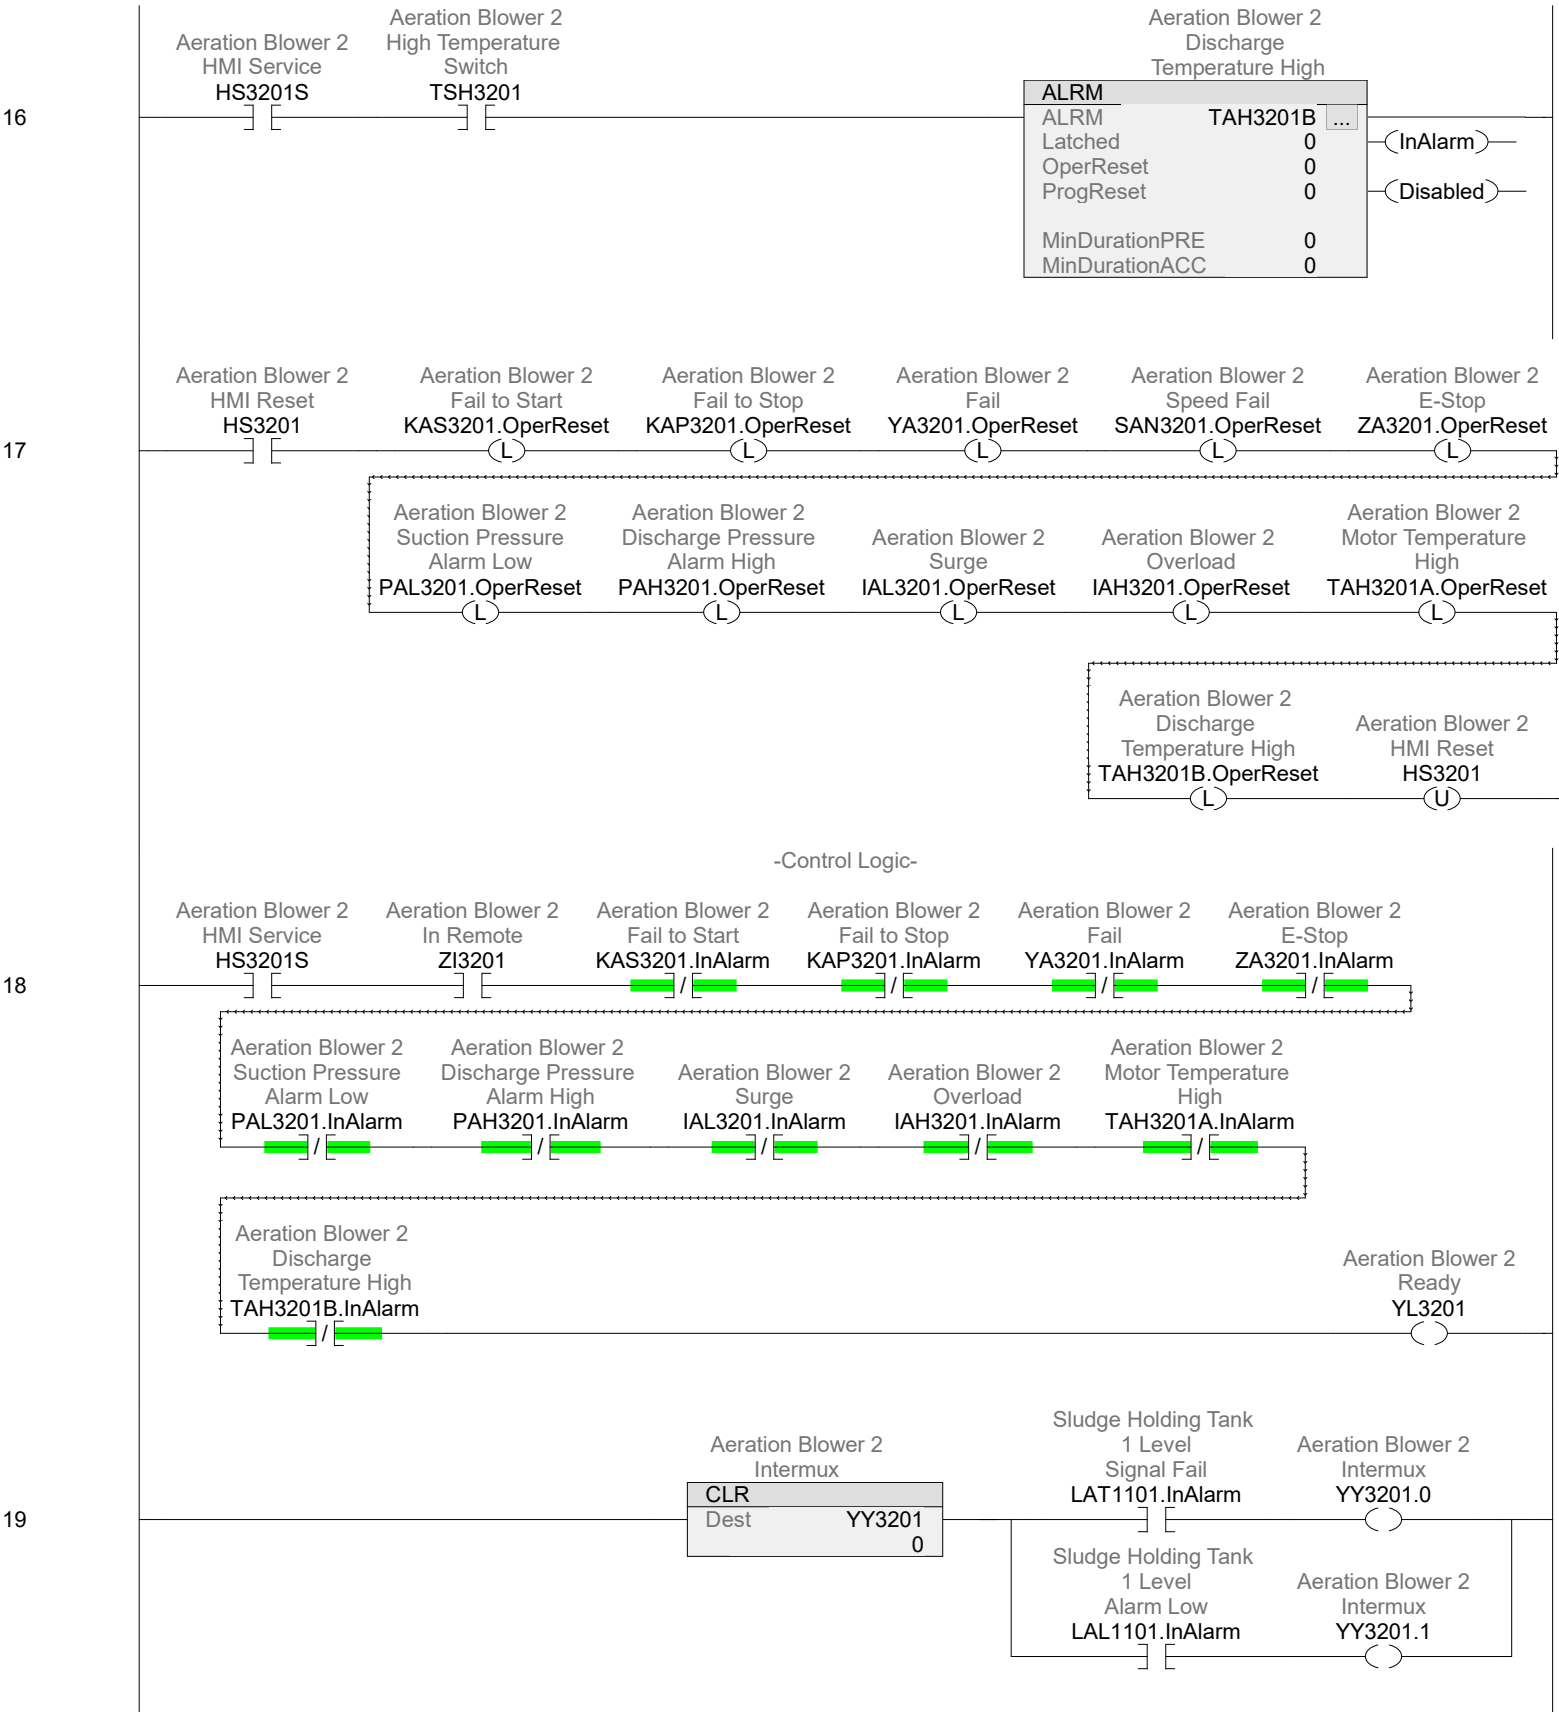 16
Aeration Blower 2
HMI Service
HS3201S
Aeration Blower 2
High Temperature
Switch
TSH3201
Aeration Blower 2
Discharge
Temperature High
ALRM
ALRM TAH3201B ...
Latched 0
OperReset 0
ProgReset 0
MinDurationPRE 0
MinDurationACC 0
InAlarm
Disabled
17
Aeration Blower 2
HMI Reset
HS3201
Aeration Blower 2
Fail to Start
KAS3201.OperReset
L
Aeration Blower 2
Fail to Stop
KAP3201.OperReset
L
Aeration Blower 2
Fail
YA3201.OperReset
L
Aeration Blower 2
Speed Fail
SAN3201.OperReset
L
Aeration Blower 2
E-Stop
ZA3201.OperReset
L
Aeration Blower 2
Suction Pressure
Alarm Low
PAL3201.OperReset
L
Aeration Blower 2
Discharge Pressure
Alarm High
PAH3201.OperReset
L
Aeration Blower 2
Surge
IAL3201.OperReset
L
Aeration Blower 2
Overload
IAH3201.OperReset
L
Aeration Blower 2
Motor Temperature
High
TAH3201A.OperReset
L
Aeration Blower 2
Discharge
Temperature High
TAH3201B.OperReset
L
Aeration Blower 2
HMI Reset
HS3201
U
-Control Logic-
18
Aeration Blower 2
HMI Service
HS3201S
Aeration Blower 2
In Remote
ZI3201
Aeration Blower 2
Fail to Start
KAS3201.InAlarm
/
Aeration Blower 2
Fail to Stop
KAP3201.InAlarm
/
Aeration Blower 2
Fail
YA3201.InAlarm
/
Aeration Blower 2
E-Stop
ZA3201.InAlarm
/
Aeration Blower 2
Suction Pressure
Alarm Low
PAL3201.InAlarm
/
Aeration Blower 2
Discharge Pressure
Alarm High
PAH3201.InAlarm
/
Aeration Blower 2
Surge
IAL3201.InAlarm
/
Aeration Blower 2
Overload
IAH3201.InAlarm
/
Aeration Blower 2
Motor Temperature
High
TAH3201A.InAlarm
/
Aeration Blower 2
Discharge
Temperature High
TAH3201B.InAlarm
/
Aeration Blower 2
Ready
YL3201
19
Aeration Blower 2
Intermux
CLR
Dest YY3201
0
Sludge Holding Tank
1 Level
Signal Fail
LAT1101.InAlarm
Aeration Blower 2
Intermux
YY3201.0
Sludge Holding Tank
1 Level
Alarm Low
LAL1101.InAlarm
Aeration Blower 2
Intermux
YY3201.1